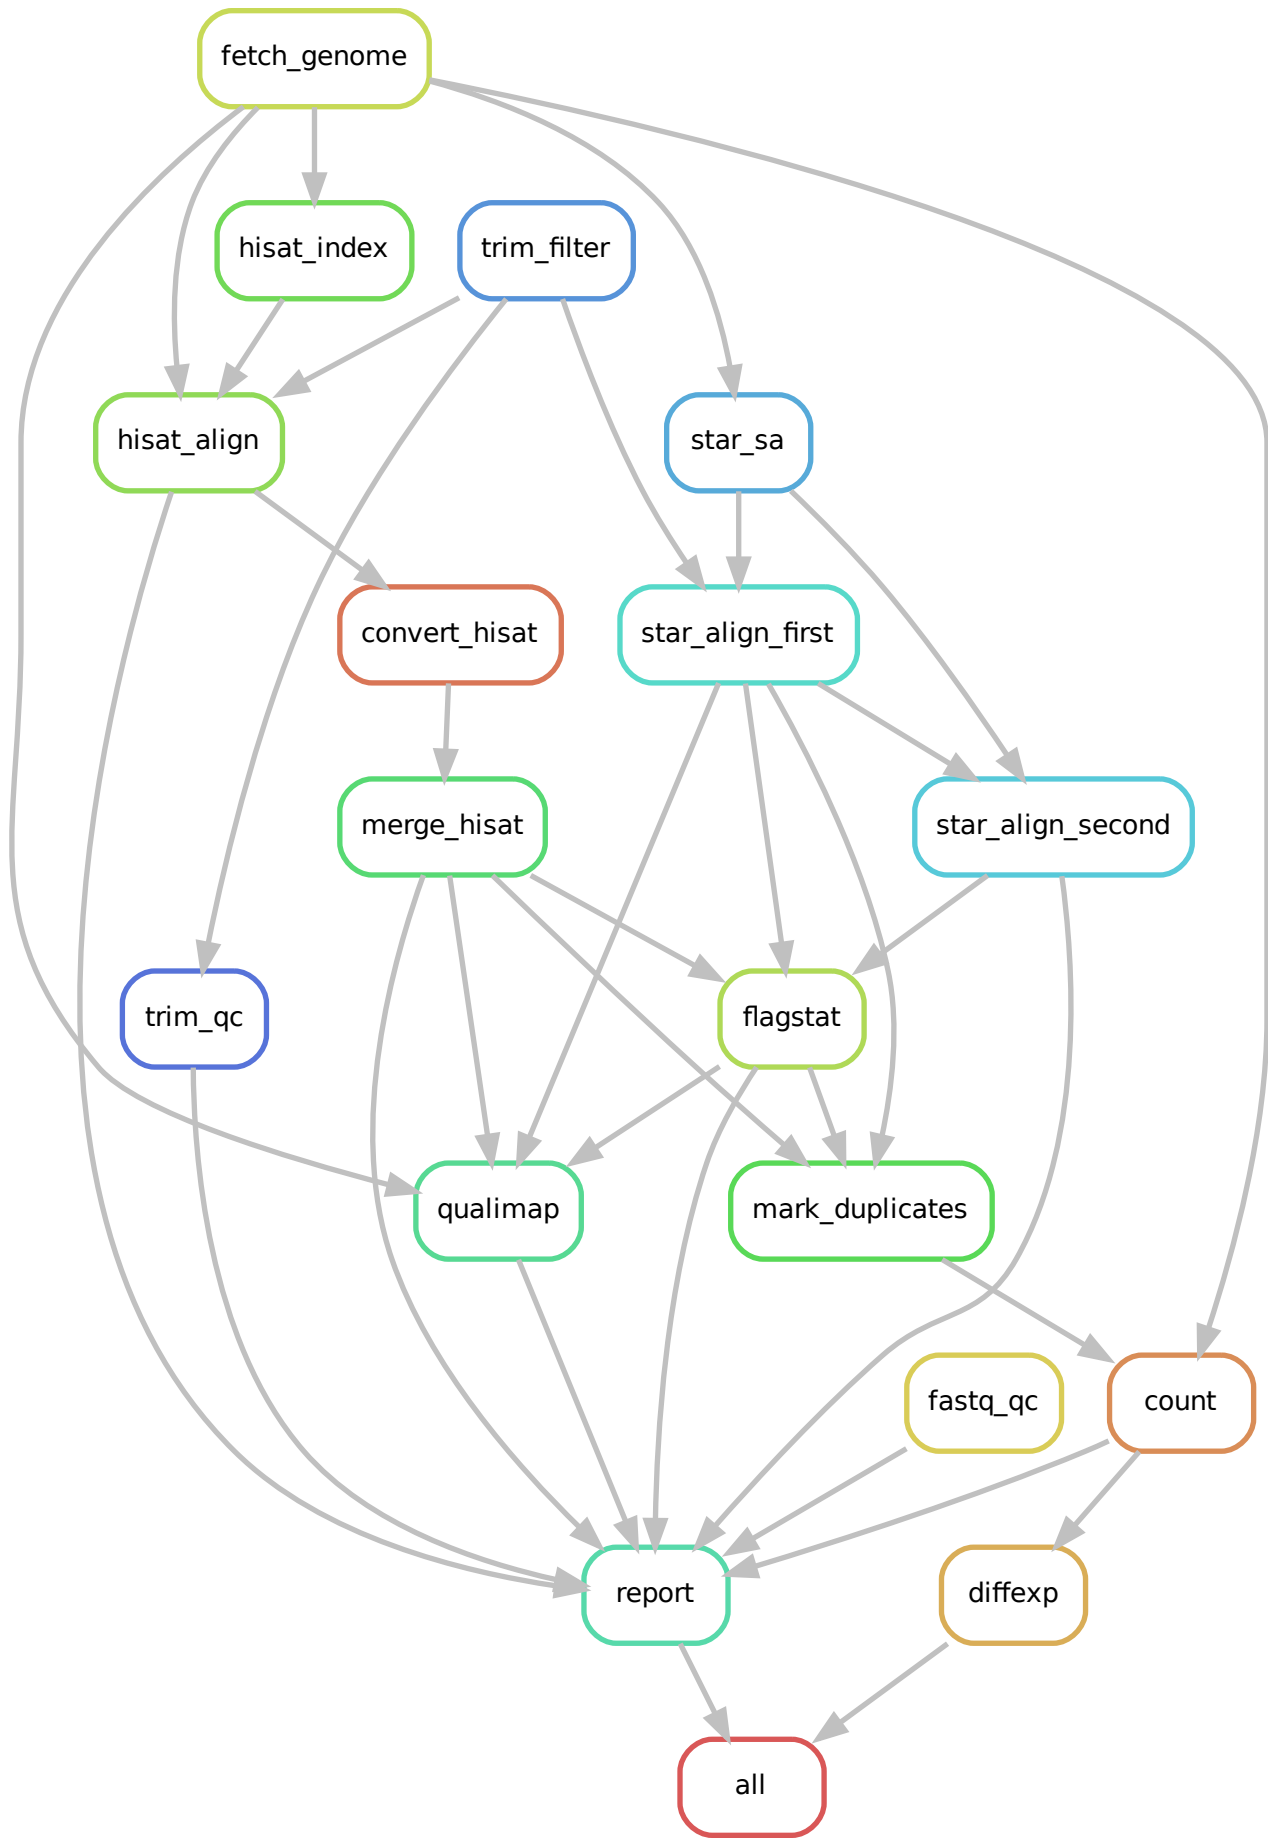 fetch_genome
hisat_index
trim_filter
hisat_align
star_sa
convert_hisat
star_align_first
merge_hisat
star_align_second
trim_qc
flagstat
qualimap
mark_duplicates
fastq_qc
count
report
diffexp
all